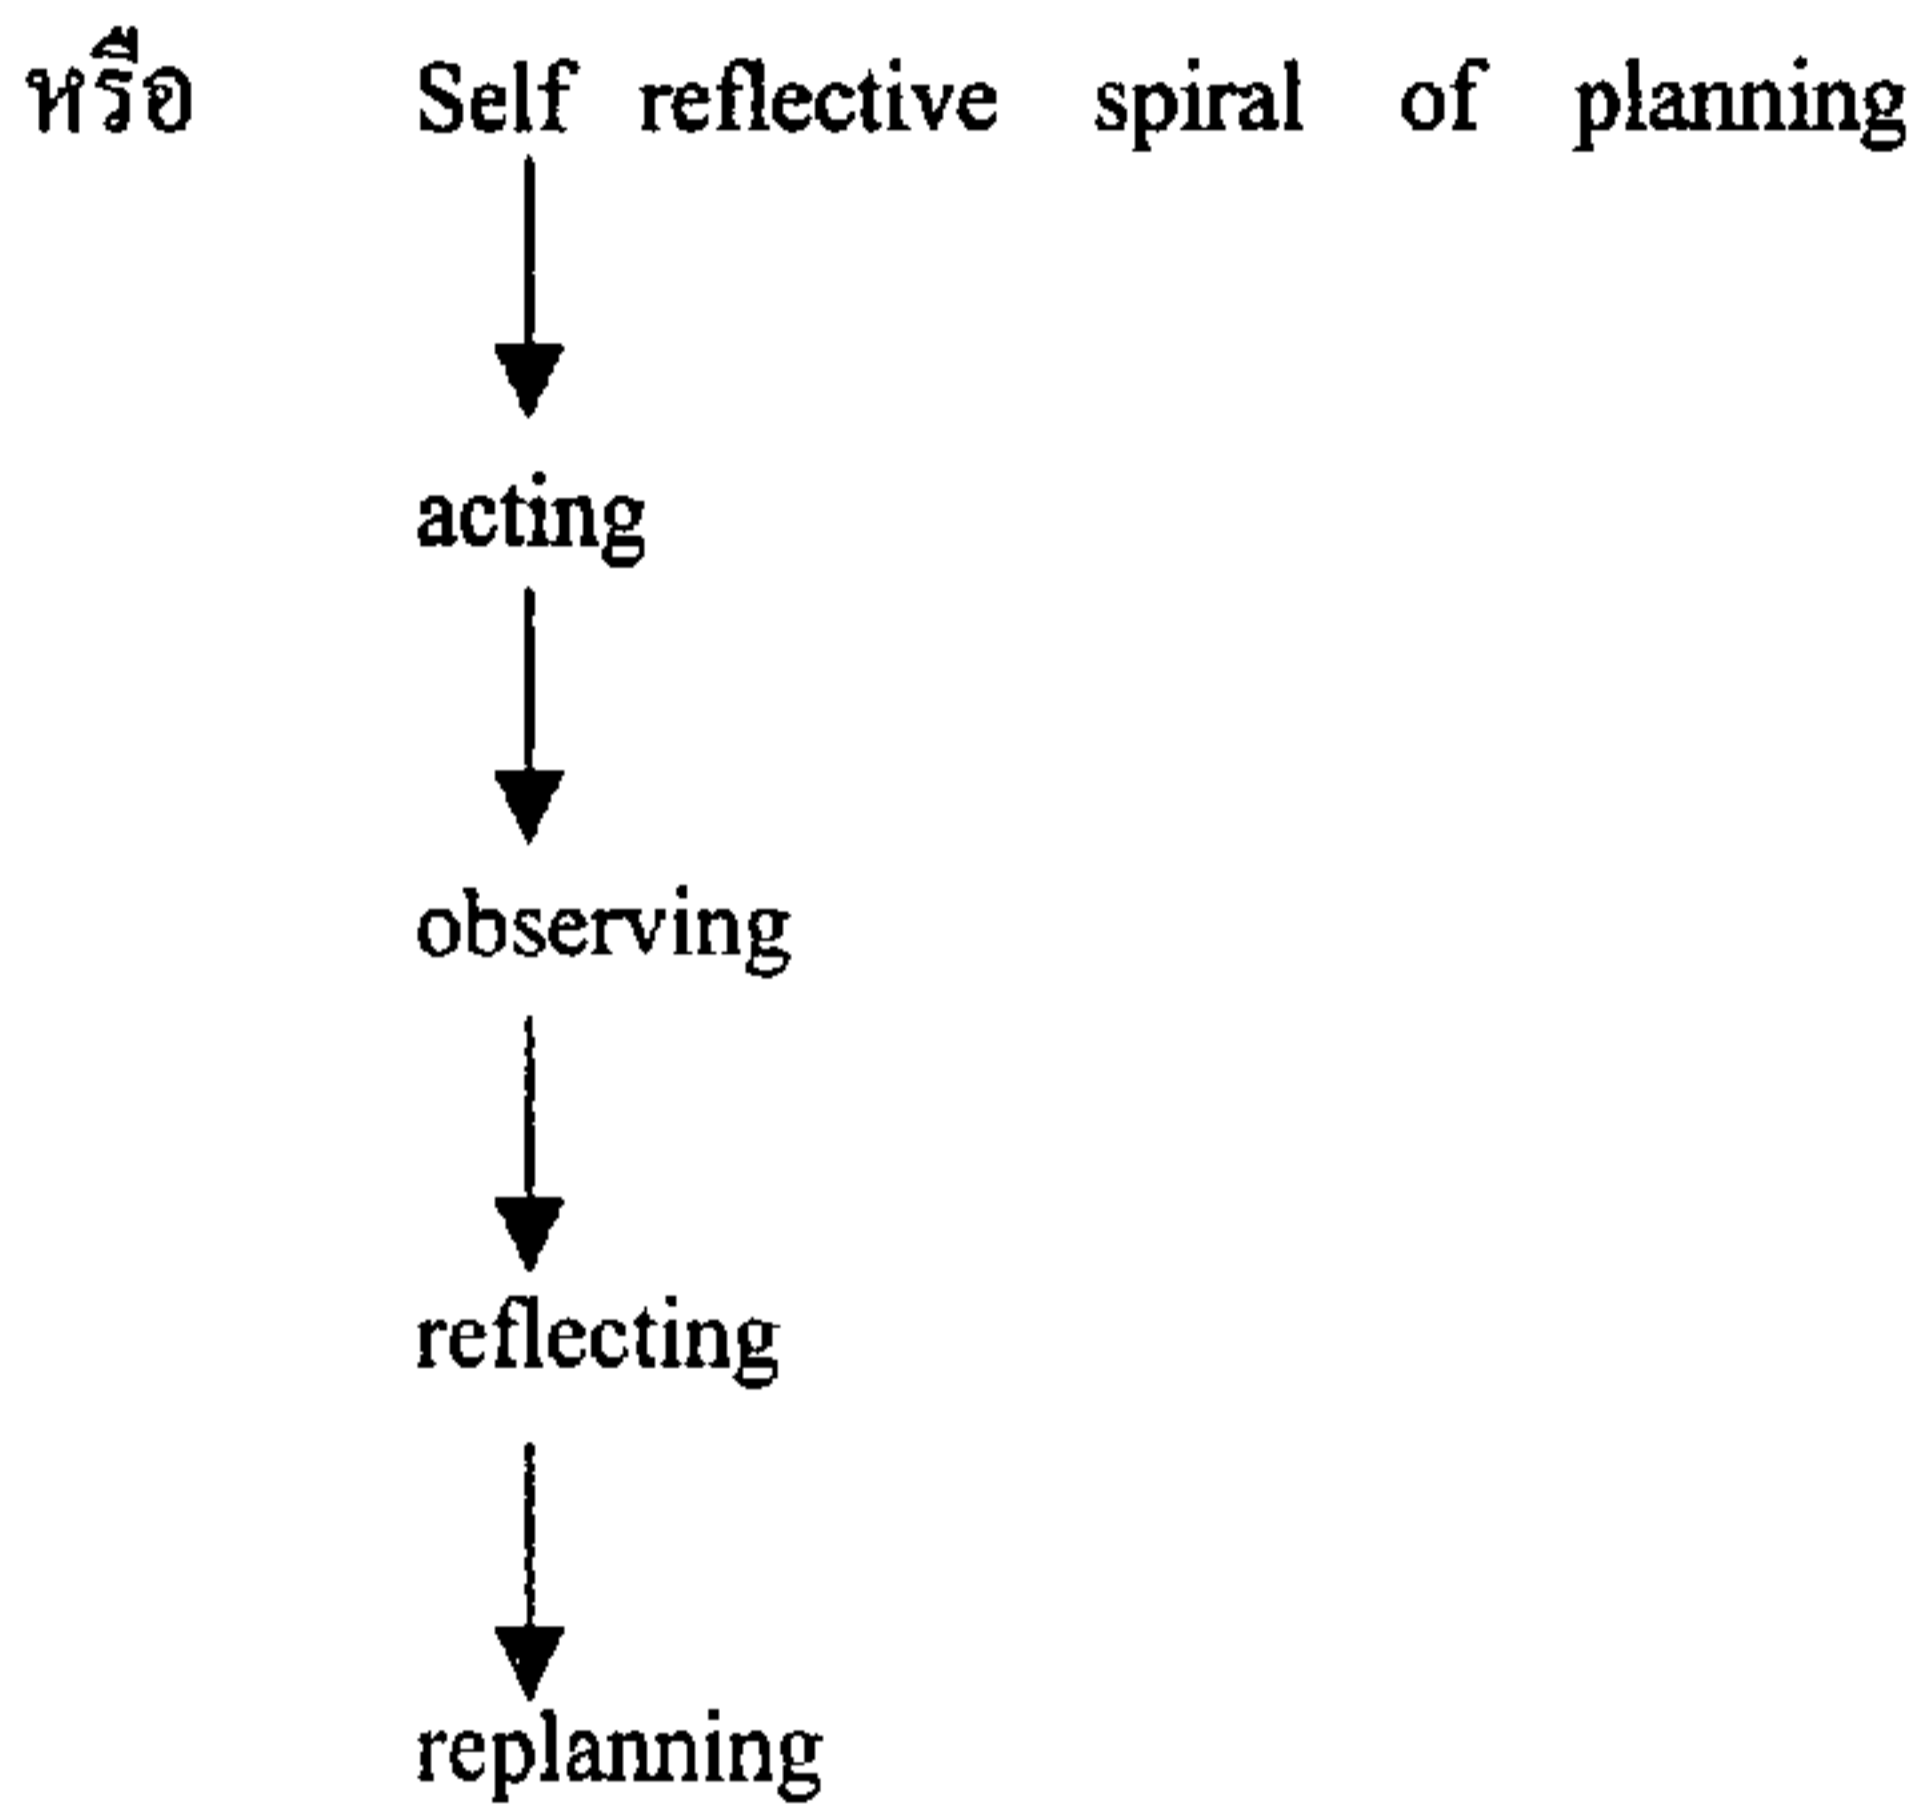 หรือ Self reflective spiral of planning
acting
observing
reflecting
replanning